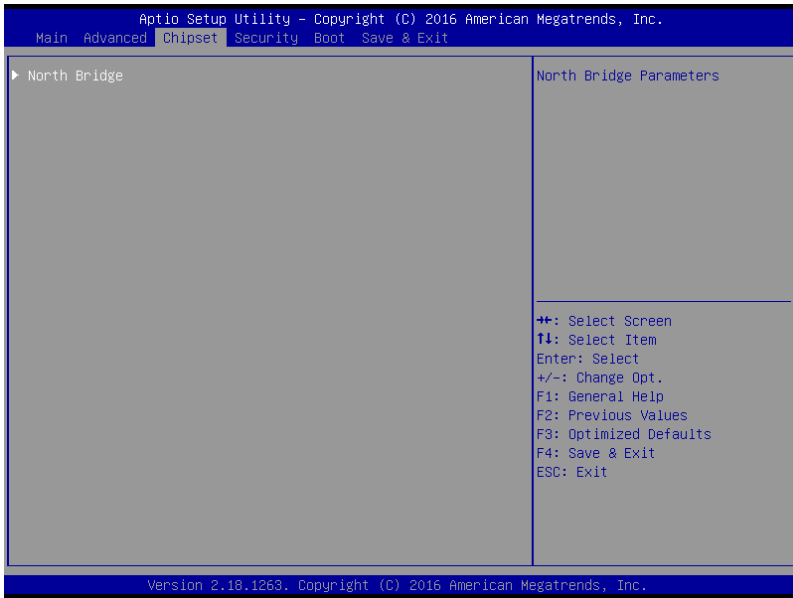 Aptio Setup Utility – Copyright (C) 2016 American Megatrends, Inc.
Main Advanced Chipset Security Boot Save & Exit
▶ North Bridge
North Bridge Parameters
→←: Select Screen
↑↓: Select Item
Enter: Select
+/-: Change Opt.
F1: General Help
F2: Previous Values
F3: Optimized Defaults
F4: Save & Exit
ESC: Exit
Version 2.18.1263. Copyright (C) 2016 American Megatrends, Inc.